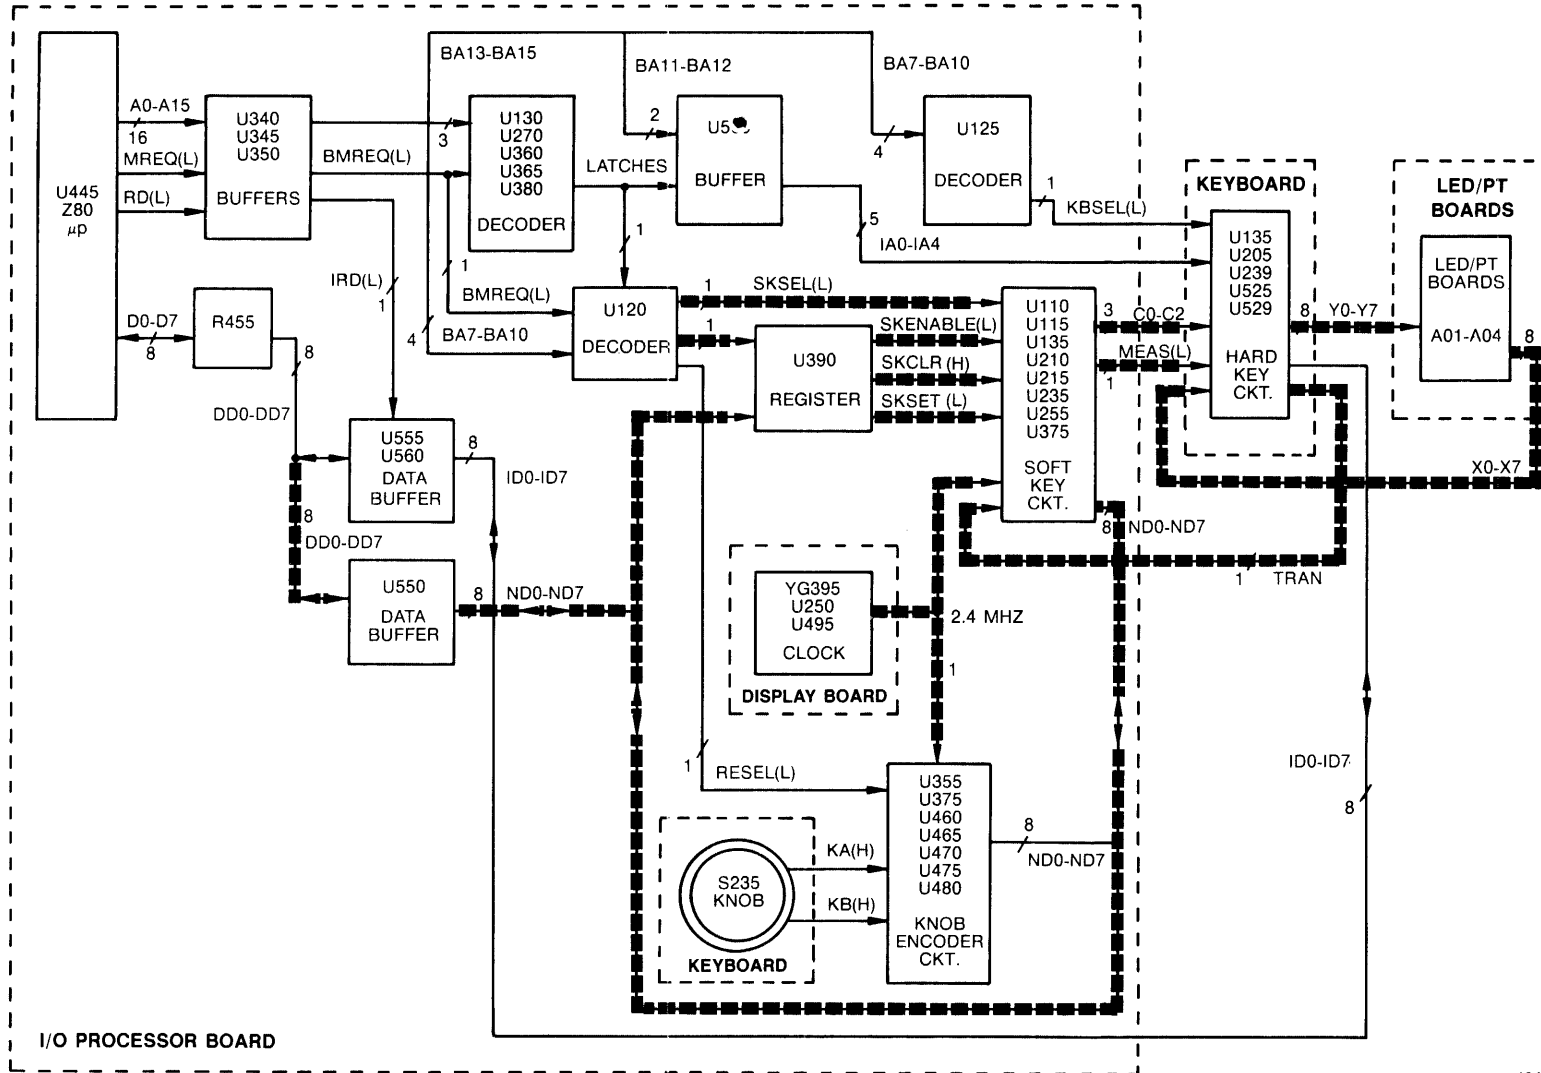 BA13-BA15
BA11-BA12
BA7-BA10
A0-A15
16
MREQ(L)
RD(L)
U445
Z80
μp
U340
U345
U350
BUFFERS
BMREQ(L)
3
U130
U270
U360
U365
U380
DECODER
LATCHES
2
BUFFER
4
U125
DECODER
1
KBSEL(L)
5
IA0-IA4
KEYBOARD
U135
U205
U239
U525
U529
HARD
KEY
CKT.
LED/PT
BOARDS
LED/PT
BOARDS
A01-A04
8
8
Y0-Y7
X0-X7
D0-D7
8
R455
8
DD0-DD7
IRD(L)
1
1
BMREQ(L)
4
BA7-BA10
1
U120
DECODER
1
SKSEL(L)
1
U390
REGISTER
SKENABLE(L)
SKCLR (H)
SKSET (L)
U110
U115
U135
U210
U215
U235
U255
U375
SOFT
KEY
CKT.
3
C0-C2
MEAS(L)
1
8
ND0-ND7
1
TRAN
U555
U560
DATA
BUFFER
8
ID0-ID7
8
DD0-DD7
U550
DATA
BUFFER
8
ND0-ND7
YG395
U250
U495
CLOCK
DISPLAY BOARD
2.4 MHZ
1
1
RESEL(L)
U355
U375
U460
U465
U470
U475
U480
KNOB
ENCODER
CKT.
8
ND0-ND7
S235
KNOB
KA(H)
KB(H)
KEYBOARD
ID0-ID7
8
I/O PROCESSOR BOARD